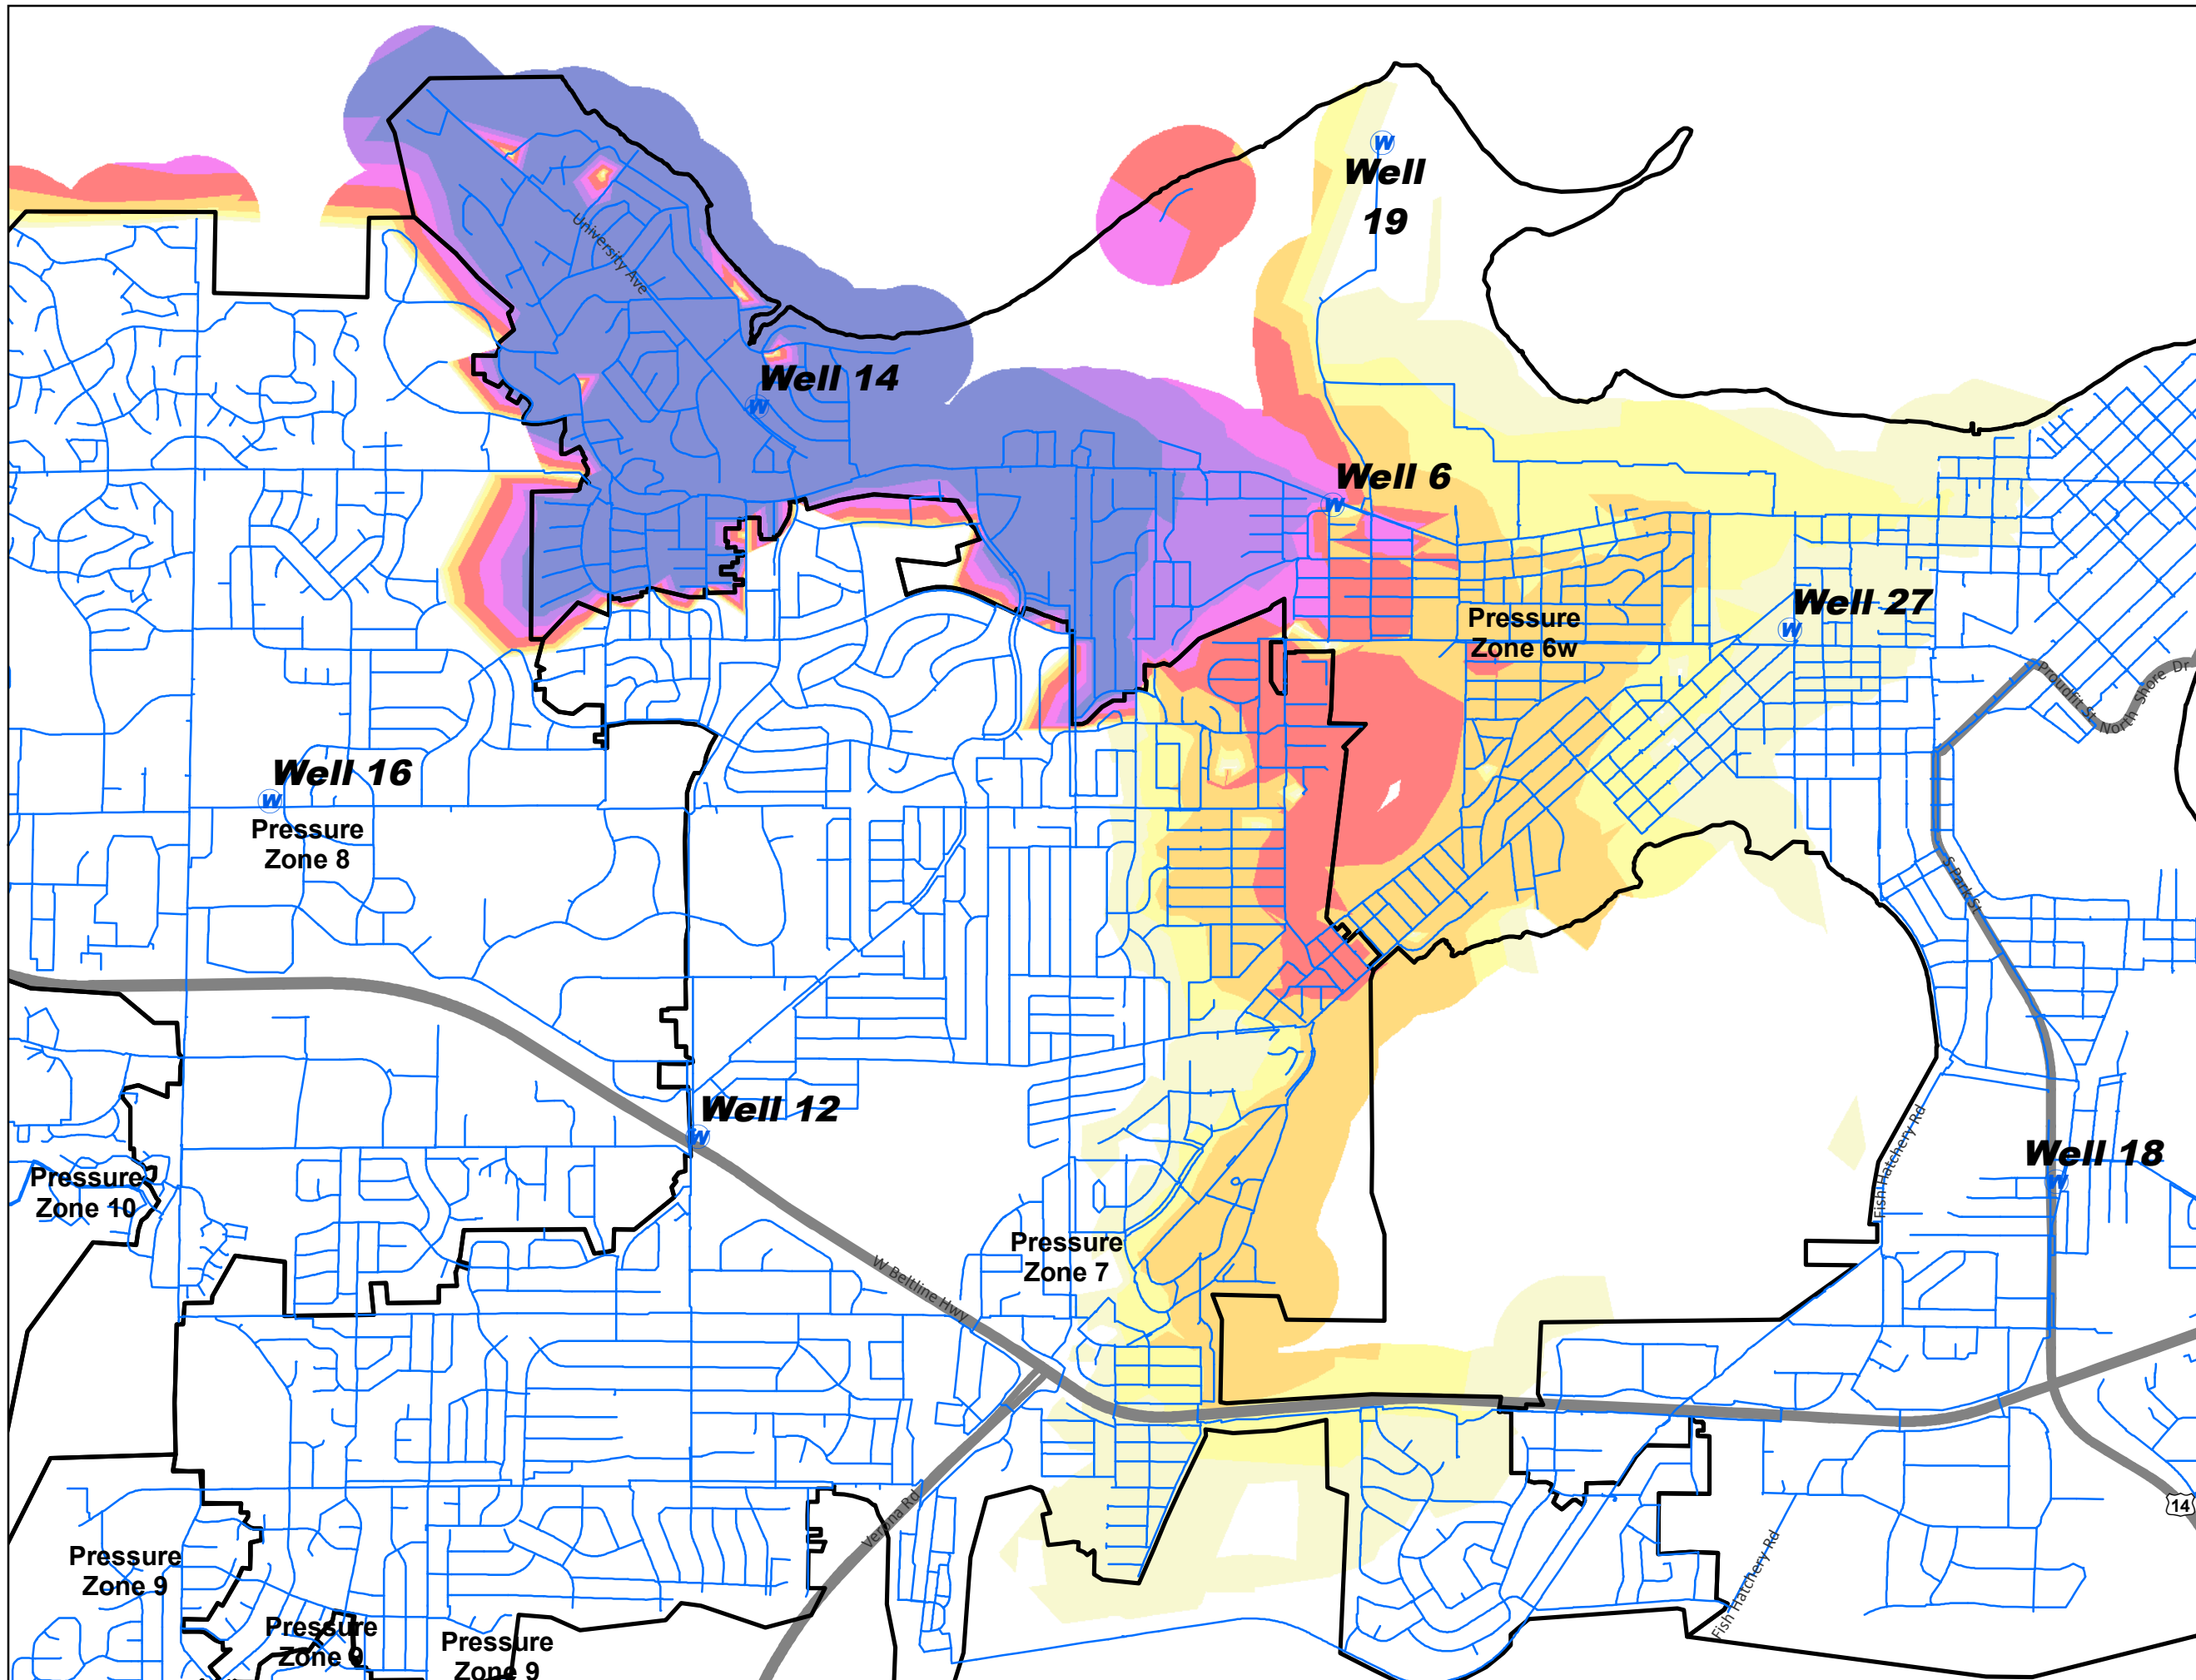 W
Well
19
University Ave
Well 14
W
Well 6
W
Pressure
Zone 6w
Well 27
W
Proudfit St
North Shore Dr
Well 16
W
Pressure
Zone 8
S Park St
Well 12
W
Fish Hatchery Rd
Well 18
W
Pressure
Zone 10
Pressure
Zone 7
W Beltline Hwy
Verona Rd
14
Pressure
Zone 9
Fish Hatchery Rd
Pressure
Zone 9
Pressure
Zone 9